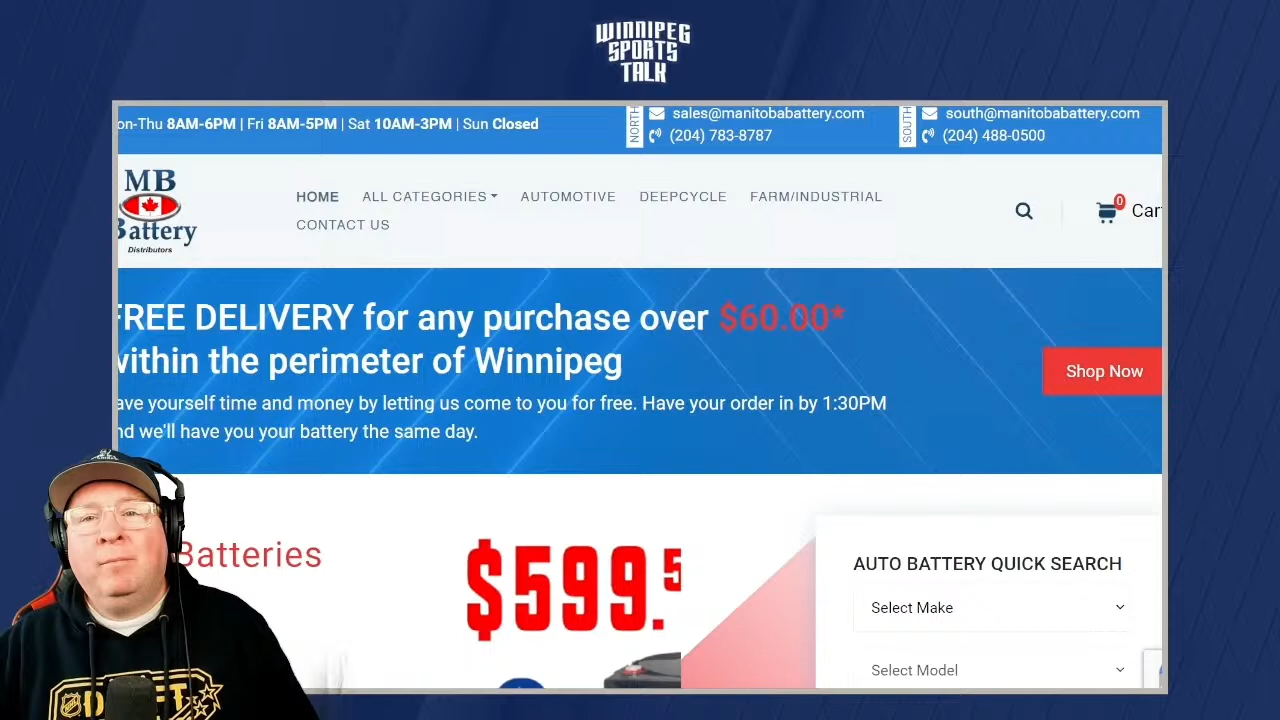 WINNIPEG
SPORTS
TALK
on-Thu 8AM-6PM | Fri 8AM-5PM | Sat 10AM-3PM | Sun Closed
NORTH
sales@manitobabattery.com
(204) 783-8787
SOUTH
south@manitobabattery.com
(204) 488-0500
MB
Battery
Distributors
HOME
ALL CATEGORIES
AUTOMOTIVE
DEEPCYCLE
FARM/INDUSTRIAL
CONTACT US
0
Car
FREE DELIVERY for any purchase over $60.00*
within the perimeter of Winnipeg
ave yourself time and money by letting us come to you for free. Have your order in by 1:30PM
nd we'll have you your battery the same day.
Shop Now
Batteries
$599.5
AUTO BATTERY QUICK SEARCH
Select Make
Select Model